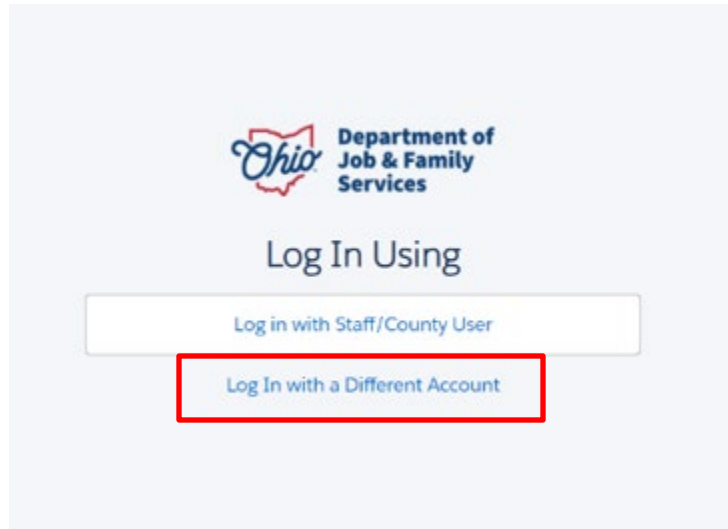 Ohio
Department of
Job & Family
Services
Log In Using
Log in with Staff/County User
Log In with a Different Account